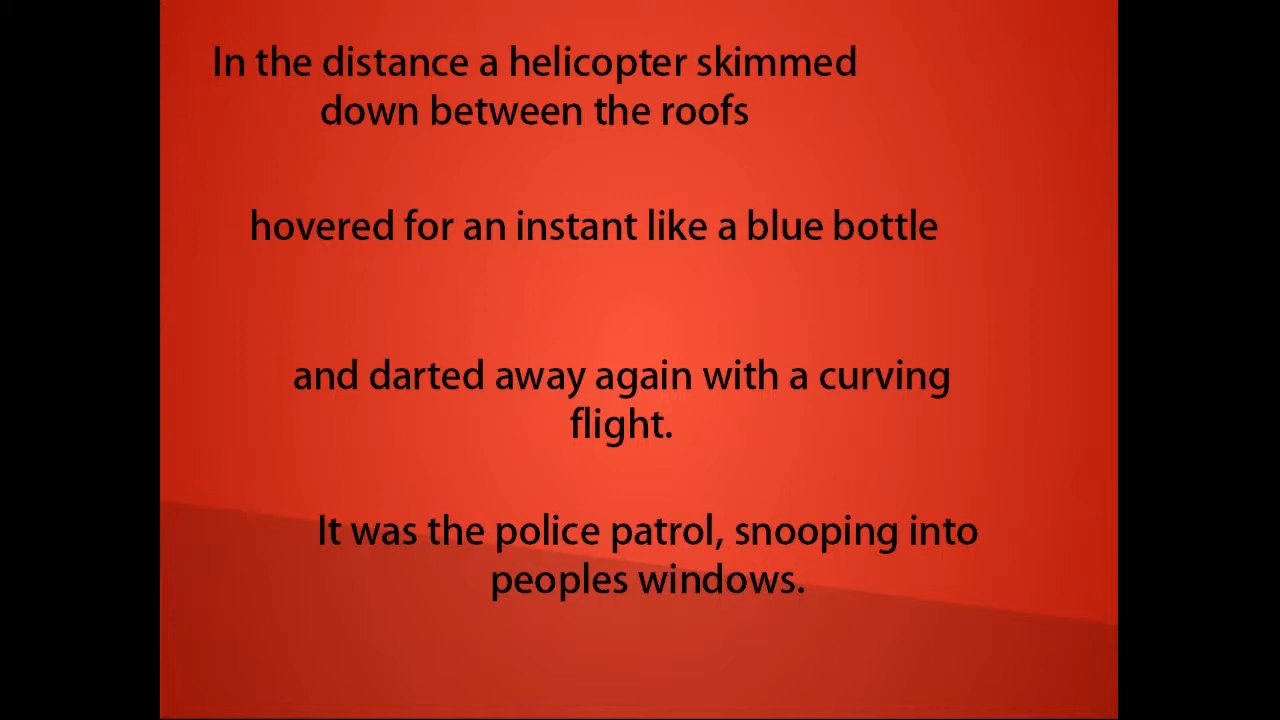 In the distance a helicopter skimmed
down between the roofs
hovered for an instant like a blue bottle
and darted away again with a curving
flight.
It was the police patrol, snooping into
peoples windows.